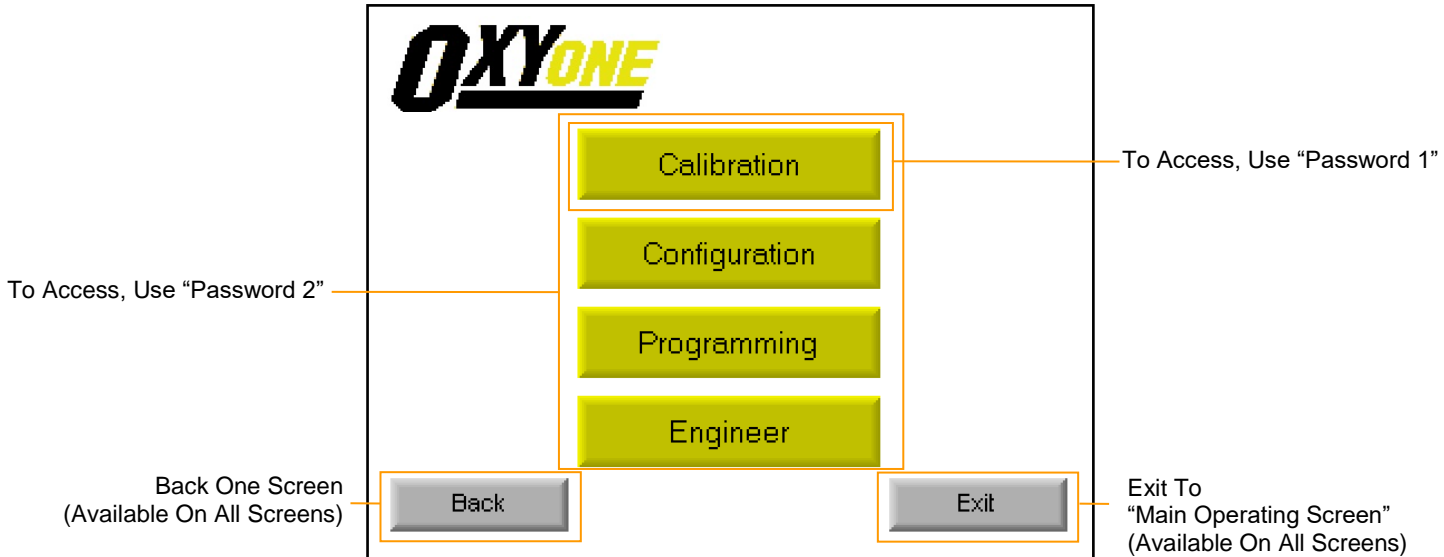 OXYONE
Calibration
To Access, Use “Password 1”
Configuration
To Access, Use “Password 2”
Programming
Engineer
Back One Screen
(Available On All Screens)
Back
Exit
Exit To
“Main Operating Screen”
(Available On All Screens)